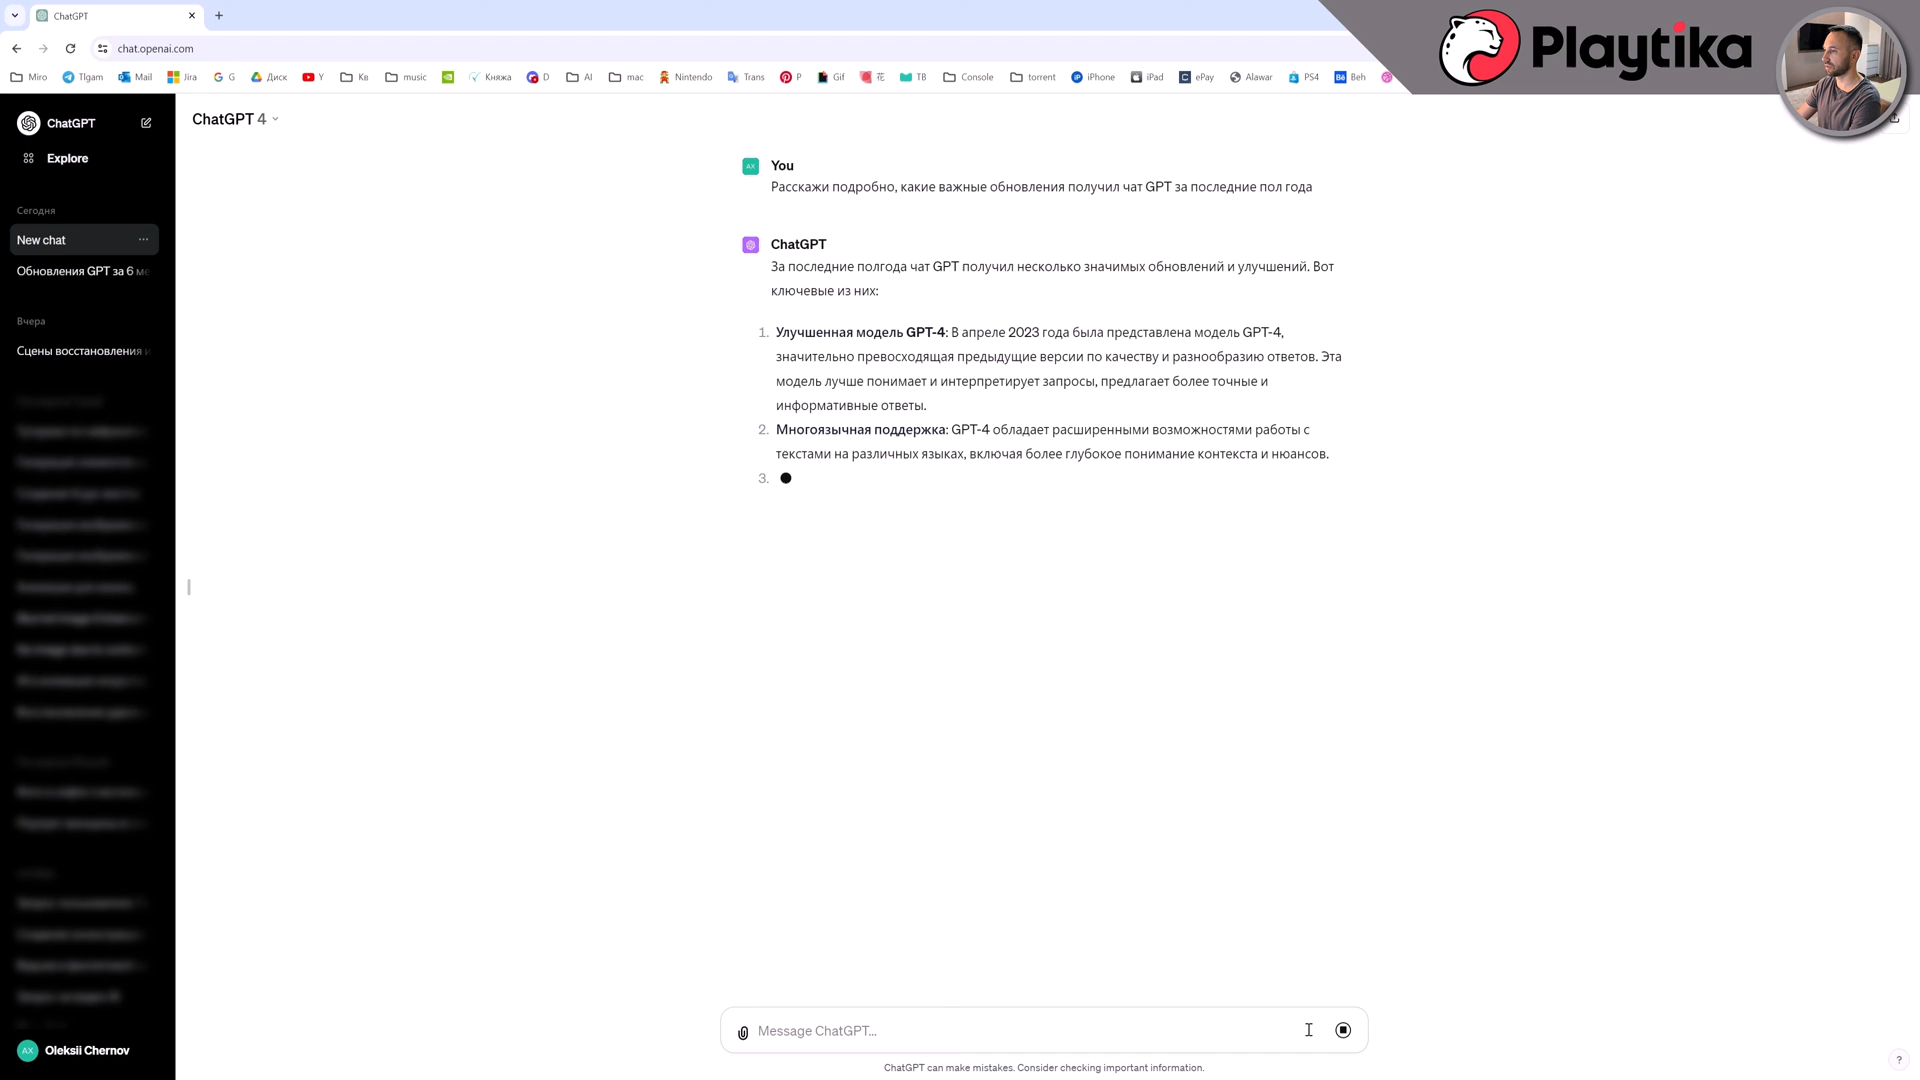 ChatGPT
chat.openai.com
Miro Tlgam Mail Jira G Диск Y Кв music Княжа D AI mac Nintendo Trans P Gif 花 ТВ Console torrent iPhone iPad ePay Alawar PS4 Beh
Playtika
ChatGPT
Explore
Сегодня
New chat
Обновления GPT за 6 ме
Вчера
Сцены восстановления и
Oleksii Chernov
ChatGPT 4
You
Расскажи подробно, какие важные обновления получил чат GPT за последние пол года
ChatGPT
За последние полгода чат GPT получил несколько значимых обновлений и улучшений. Вот
ключевые из них:
1. Улучшенная модель GPT-4: В апреле 2023 года была представлена модель GPT-4,
значительно превосходящая предыдущие версии по качеству и разнообразию ответов. Эта
модель лучше понимает и интерпретирует запросы, предлагает более точные и
информативные ответы.
2. Многоязычная поддержка: GPT-4 обладает расширенными возможностями работы с
текстами на различных языках, включая более глубокое понимание контекста и нюансов.
3.
Message ChatGPT...
ChatGPT can make mistakes. Consider checking important information.
?